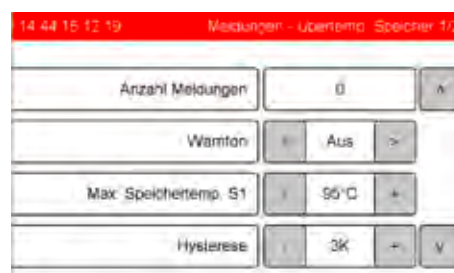 14:44 15.12.19 Meldungen - Übertemp. Speicher 1/2
Anzahl Meldungen 0 ∧
Warnton < Aus >
Max. Speichertemp. S1 - 95°C +
Hysterese - 3K + ∨